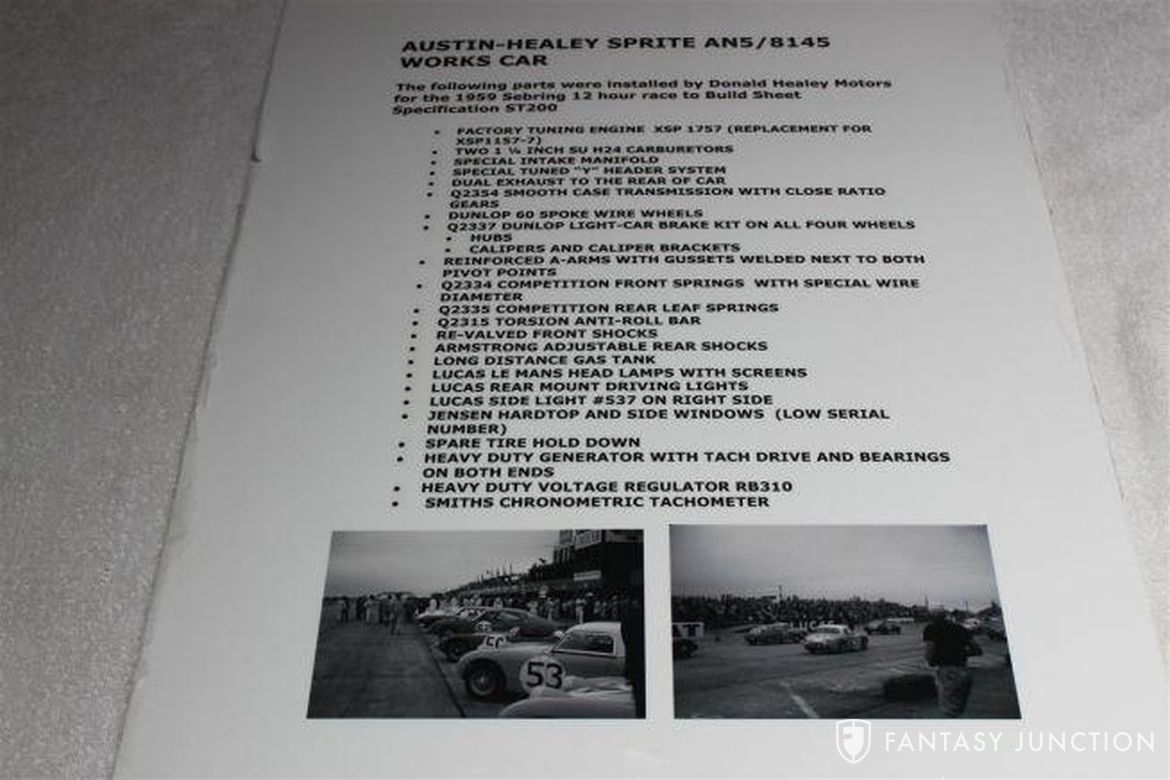 AUSTIN-HEALEY SPRITE AN5/8145
WORKS CAR
The following parts were installed by Donald Healey Motors
for the 1959 Sebring 12 hour race to Build Sheet
Specification ST200
• FACTORY TUNING ENGINE XSP 1757 (REPLACEMENT FOR
XSP1157-7)
• TWO 1 ¼ INCH SU H24 CARBURETORS
• SPECIAL INTAKE MANIFOLD
• SPECIAL TUNED "Y" HEADER SYSTEM
• DUAL EXHAUST TO THE REAR OF CAR
• Q2354 SMOOTH CASE TRANSMISSION WITH CLOSE RATIO
GEARS
• DUNLOP 60 SPOKE WIRE WHEELS
• Q2337 DUNLOP LIGHT-CAR BRAKE KIT ON ALL FOUR WHEELS
• HUBS
• CALIPERS AND CALIPER BRACKETS
• REINFORCED A-ARMS WITH GUSSETS WELDED NEXT TO BOTH
PIVOT POINTS
• Q2334 COMPETITION FRONT SPRINGS WITH SPECIAL WIRE
DIAMETER
• Q2335 COMPETITION REAR LEAF SPRINGS
• Q2315 TORSION ANTI-ROLL BAR
• RE-VALVED FRONT SHOCKS
• ARMSTRONG ADJUSTABLE REAR SHOCKS
• LONG DISTANCE GAS TANK
• LUCAS LE MANS HEAD LAMPS WITH SCREENS
• LUCAS REAR MOUNT DRIVING LIGHTS
• LUCAS SIDE LIGHT #537 ON RIGHT SIDE
• JENSEN HARDTOP AND SIDE WINDOWS (LOW SERIAL
NUMBER)
• SPARE TIRE HOLD DOWN
• HEAVY DUTY GENERATOR WITH TACH DRIVE AND BEARINGS
ON BOTH ENDS
• HEAVY DUTY VOLTAGE REGULATOR RB310
• SMITHS CHRONOMETRIC TACHOMETER
53
FANTASY JUNCTION